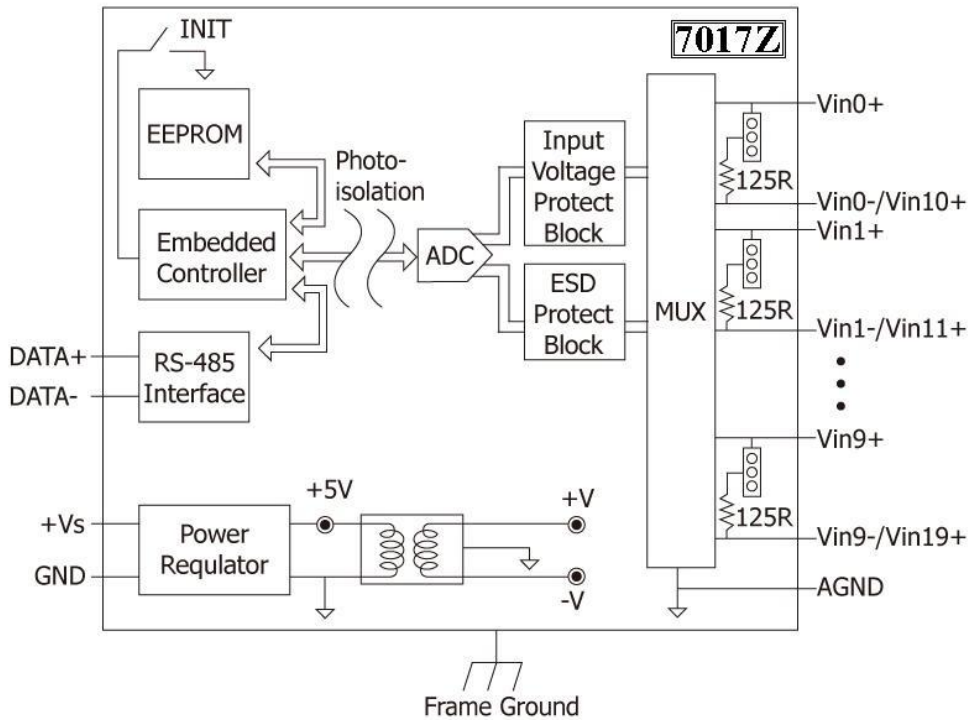 INIT
7017Z
EEPROM
Photo-
isolation
Input
Voltage
Protect
Block
Vin0+
125R
Vin0-/Vin10+
Vin1+
Embedded
Controller
ADC
ESD
Protect
Block
MUX
125R
Vin1-/Vin11+
DATA+
DATA-
RS-485
Interface
Vin9+
125R
Vin9-/Vin19+
+Vs
GND
Power
Requlator
+5V
+V
-V
AGND
Frame Ground